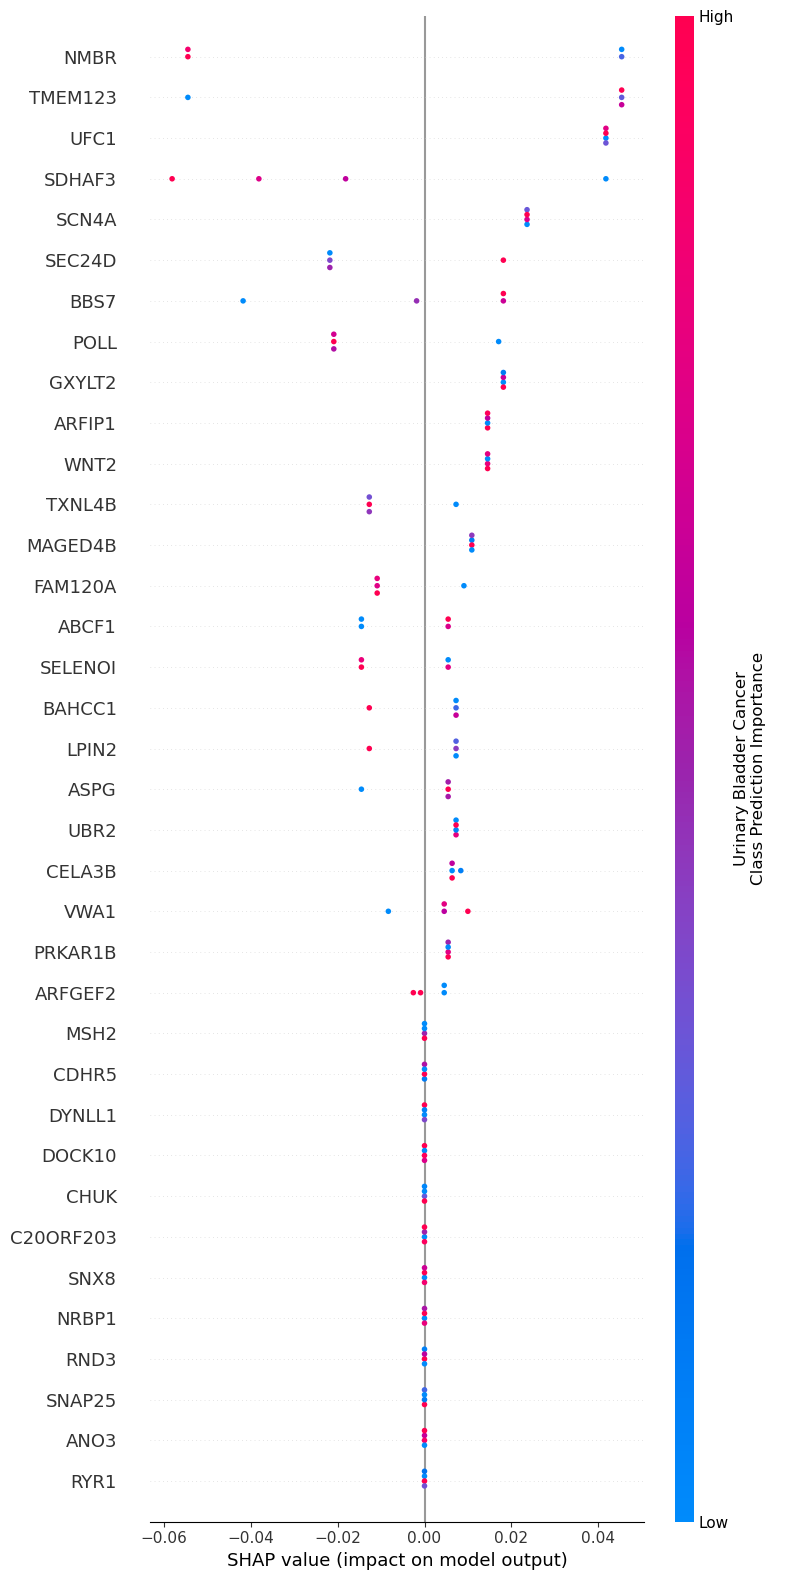 High
NMBR
TMEM123
UFC1
SDHAF3
SCN4A
SEC24D
BBS7
POLL
GXYLT2
ARFIP1
WNT2
TXNL4B
MAGED4B
FAM120A
ABCF1
SELENOI
BAHCC1
LPIN2
ASPG
UBR2
CELA3B
VWA1
PRKAR1B
ARFGEF2
MSH2
CDHR5
DYNLL1
DOCK10
CHUK
C20ORF203
SNX8
NRBP1
RND3
SNAP25
ANO3
RYR1
Urinary Bladder Cancer
Class Prediction Importance
Low
−0.06 −0.04 −0.02 0.00 0.02 0.04
SHAP value (impact on model output)